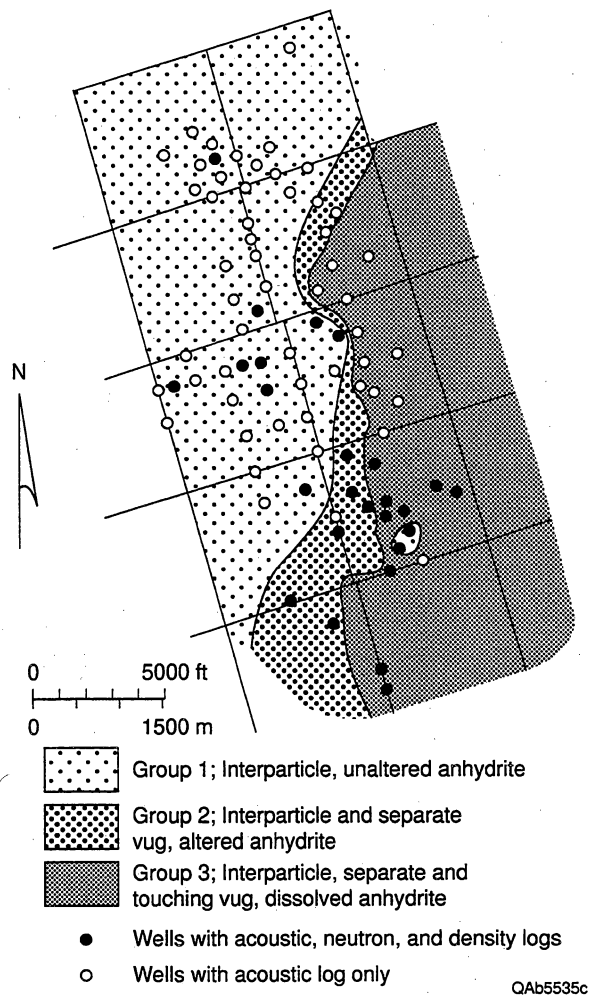 N
0 5000 ft
0 1500 m
Group 1; Interparticle, unaltered anhydrite
Group 2; Interparticle and separate
vug, altered anhydrite
Group 3; Interparticle, separate and
touching vug, dissolved anhydrite
Wells with acoustic, neutron, and density logs
Wells with acoustic log only
QAb5535c